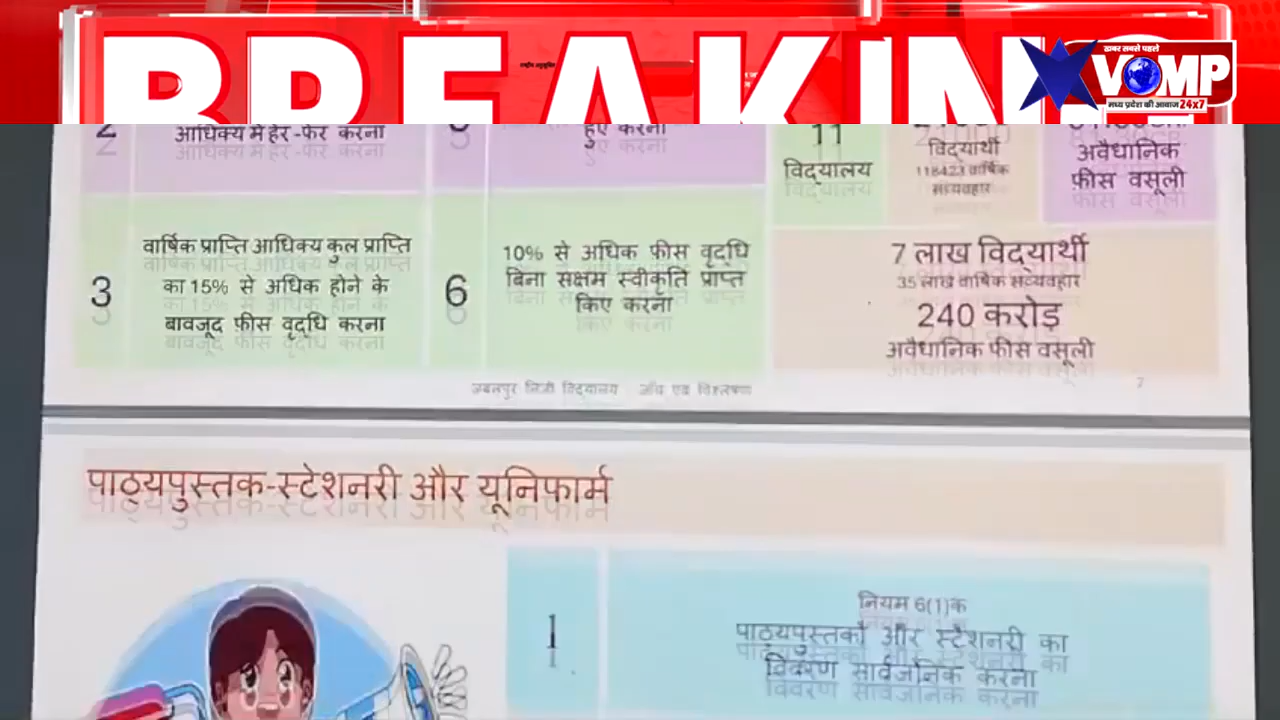 BREAKIN
खबर सबसे पहले
VOMP
मध्य प्रदेश की आवाज 24x7
2
आधिक्य में हेर-फेर करना
हुए करना
11
विद्यालय
विद्यार्थी
118423 वार्षिक
संव्यवहार
अवैधानिक
फ़ीस वसूली
3
वार्षिक प्राप्ति आधिक्य कुल प्राप्ति
का 15% से अधिक होने के
बावजूद फ़ीस वृद्धि करना
6
10% से अधिक फ़ीस वृद्धि
बिना सक्षम स्वीकृति प्राप्त
किए करना
7 लाख विद्यार्थी
35 लाख वार्षिक संव्यवहार
240 करोड़
अवैधानिक फीस वसूली
जबलपुर निजी विद्यालय जाँच एवं विश्लेषण
7
पाठ्यपुस्तक-स्टेशनरी और यूनिफार्म
1
नियम 6(1)क
पाठ्यपुस्तकों और स्टेशनरी का
विवरण सार्वजनिक करना